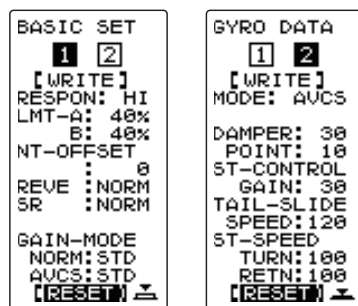 BASIC SET
1 2
[WRITE]
RESPON: HI
LMT-A: 40%
B: 40%
NT-OFFSET
: 0
REVE :NORM
SR :NORM
GAIN-MODE
NORM:STD
AVCS:STD
[RESET]
GYRO DATA
1 2
[WRITE]
MODE: AVCS
DAMPER: 30
POINT: 10
ST-CONTROL
GAIN: 30
TAIL-SLIDE
SPEED:120
ST-SPEED
TURN:100
RETN:100
[RESET]